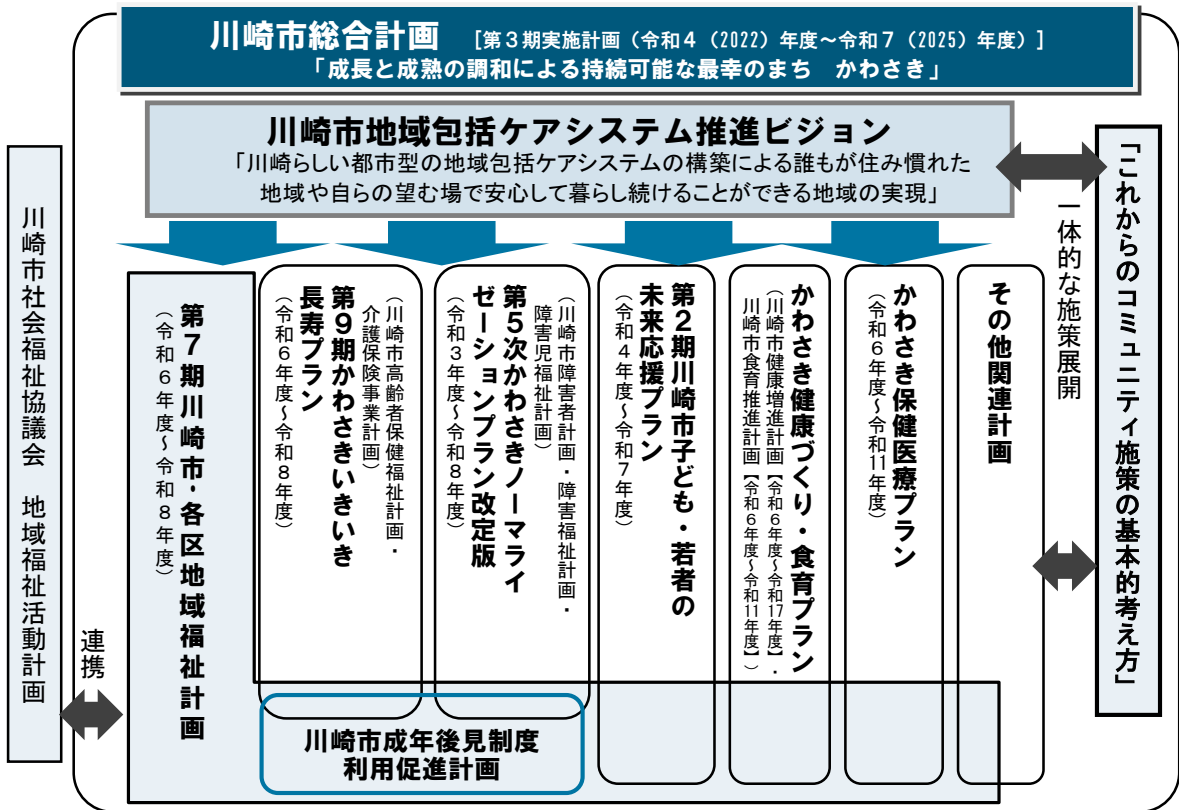 川崎市総合計画 [第3期実施計画（令和4（2022）年度～令和7（2025）年度）]
「成長と成熟の調和による持続可能な最幸のまち　かわさき」
川崎市地域包括ケアシステム推進ビジョン
「川崎らしい都市型の地域包括ケアシステムの構築による誰もが住み慣れた
地域や自らの望む場で安心して暮らし続けることができる地域の実現」
「これからのコミュニティ施策の基本的考え方」
一体的な施策展開
その他関連計画
かわさき保健医療プラン
（令和6年度～令和11年度）
かわさき健康づくり・食育プラン
（川崎市健康増進計画【令和6年度～令和17年度】・
川崎市食育推進計画【令和6年度～令和11年度】）
第2期川崎市子ども・若者の
未来応援プラン
（令和4年度～令和7年度）
（川崎市障害者計画・障害福祉計画・
障害児福祉計画）
第5次かわさきノーマライ
ゼーションプラン改定版
（令和3年度～令和8年度）
（川崎市高齢者保健福祉計画・
介護保険事業計画）
第9期かわさきいきいき
長寿プラン
（令和6年度～令和8年度）
第7期川崎市・各区地域福祉計画
（令和6年度～令和8年度）
川崎市成年後見制度
利用促進計画
連携
川崎市社会福祉協議会　地域福祉活動計画